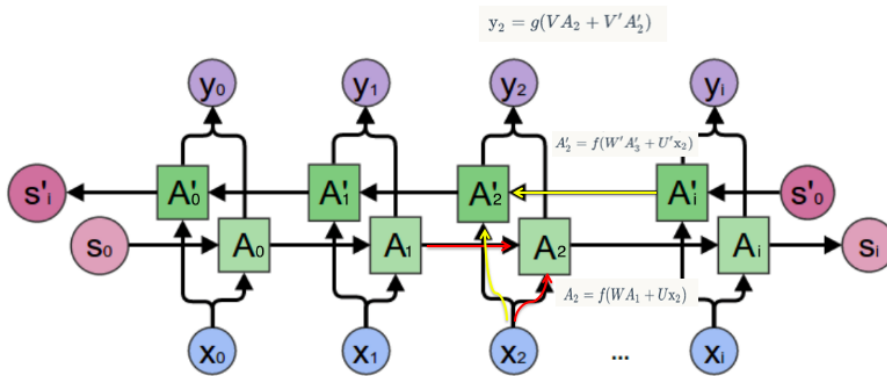 y₂ = g(VA₂ + V'A'₂)
y₀ y₁ y₂ yᵢ
A'₂ = f(W'A'₃ + U'x₂)
s'ᵢ A'₀ A'₁ A'₂ A'ᵢ s'₀
s₀ A₀ A₁ A₂ Aᵢ sᵢ
A₂ = f(WA₁ + Ux₂)
x₀ x₁ x₂ ... xᵢ